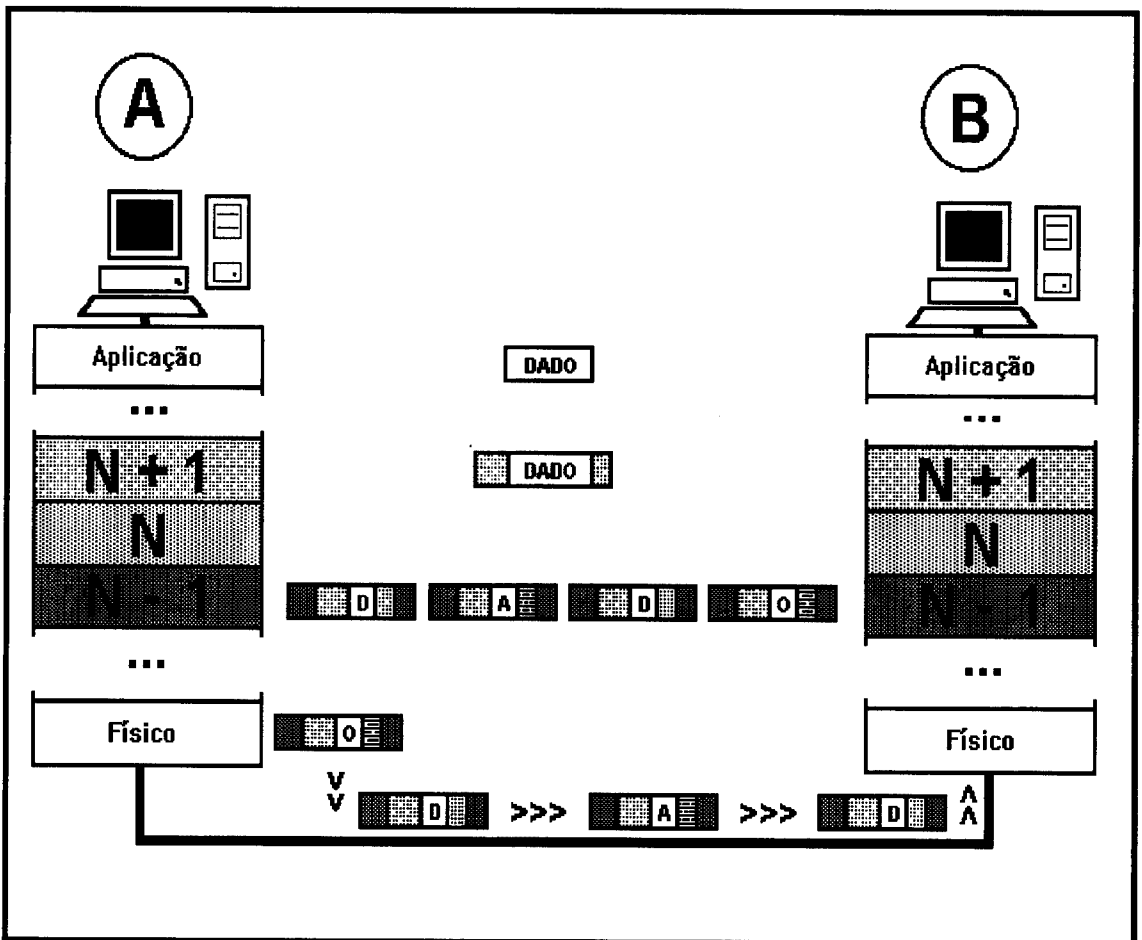 A
B
Aplicação
DADO
Aplicação
...
...
N + 1
DADO
N + 1
N
N
N - 1
D
A
D
O
N - 1
...
...
Físico
O
Físico
V
V
D
>>>
A
>>>
D
^
^